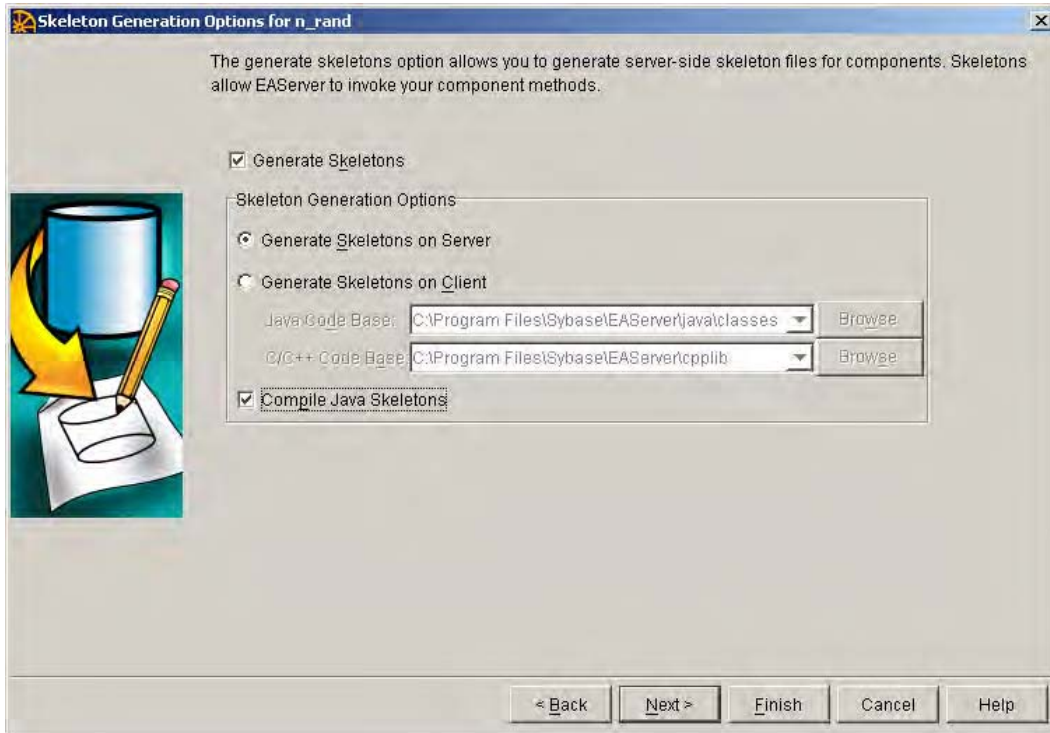 Skeleton Generation Options for n_rand
The generate skeletons option allows you to generate server-side skeleton files for components. Skeletons
allow EAServer to invoke your component methods.
Generate Skeletons
Skeleton Generation Options
Generate Skeletons on Server
Generate Skeletons on Client
Java Code Base: C:\Program Files\Sybase\EAServer\java\classes Browse
C/C++ Code Base C:\Program Files\Sybase\EAServer\cpplib Browse
Compile Java Skeletons
< Back Next > Finish Cancel Help